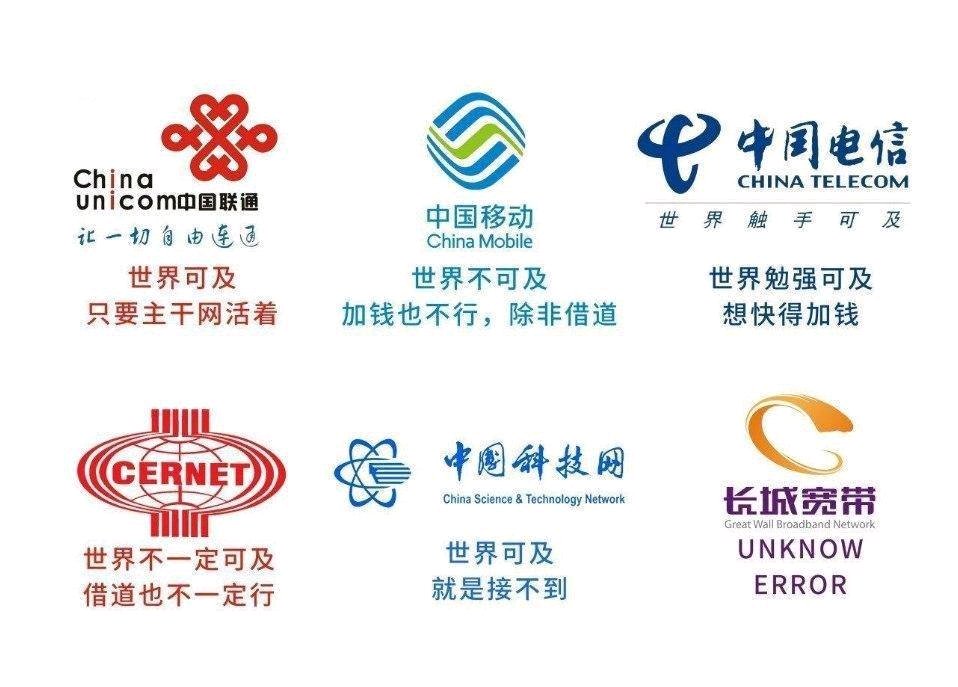 China
unicom中国联通
让一切自由连通
世界可及
只要主干网活着
中国移动
China Mobile
世界不可及
加钱也不行，除非借道
中国电信
CHINA TELECOM
世界触手可及
世界勉强可及
想快得加钱
CERNET
世界不一定可及
借道也不一定行
中国科技网
China Science & Technology Network
世界可及
就是接不到
长城宽带
Great Wall Broadband Network
UNKNOW
ERROR